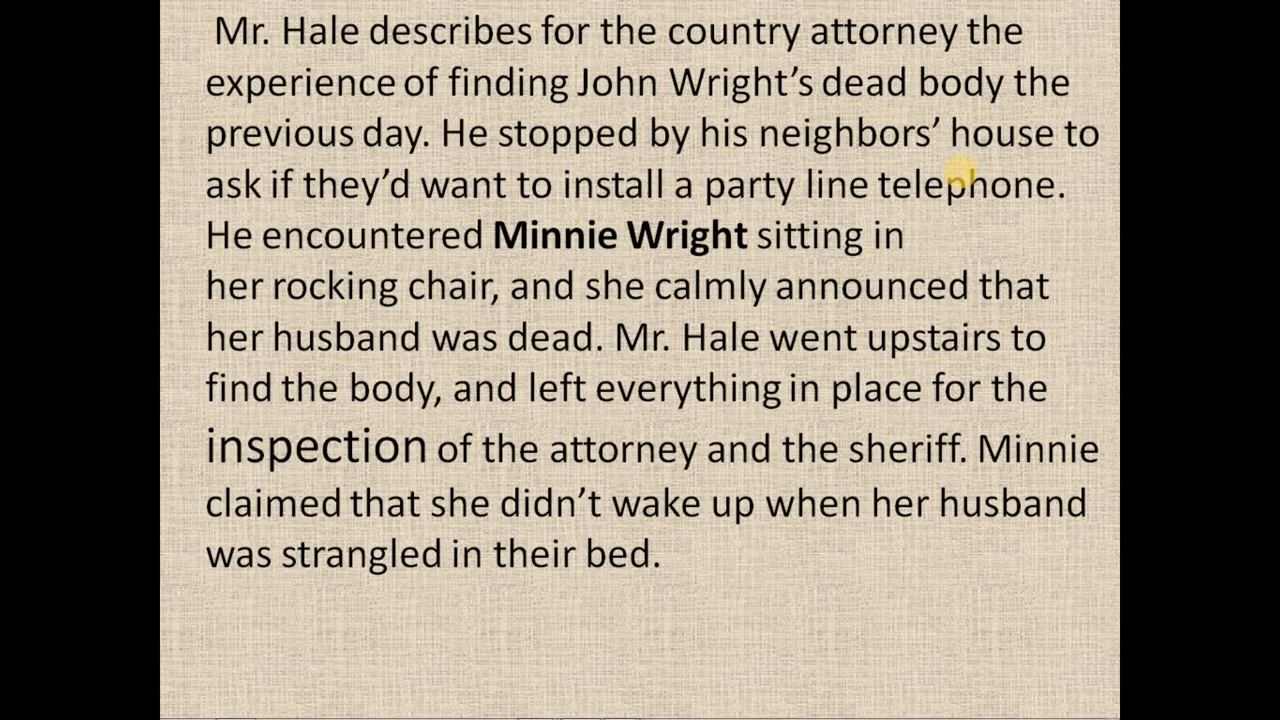 Mr. Hale describes for the country attorney the
experience of finding John Wright’s dead body the
previous day. He stopped by his neighbors’ house to
ask if they’d want to install a party line telephone.
He encountered Minnie Wright sitting in
her rocking chair, and she calmly announced that
her husband was dead. Mr. Hale went upstairs to
find the body, and left everything in place for the
inspection of the attorney and the sheriff. Minnie
claimed that she didn’t wake up when her husband
was strangled in their bed.